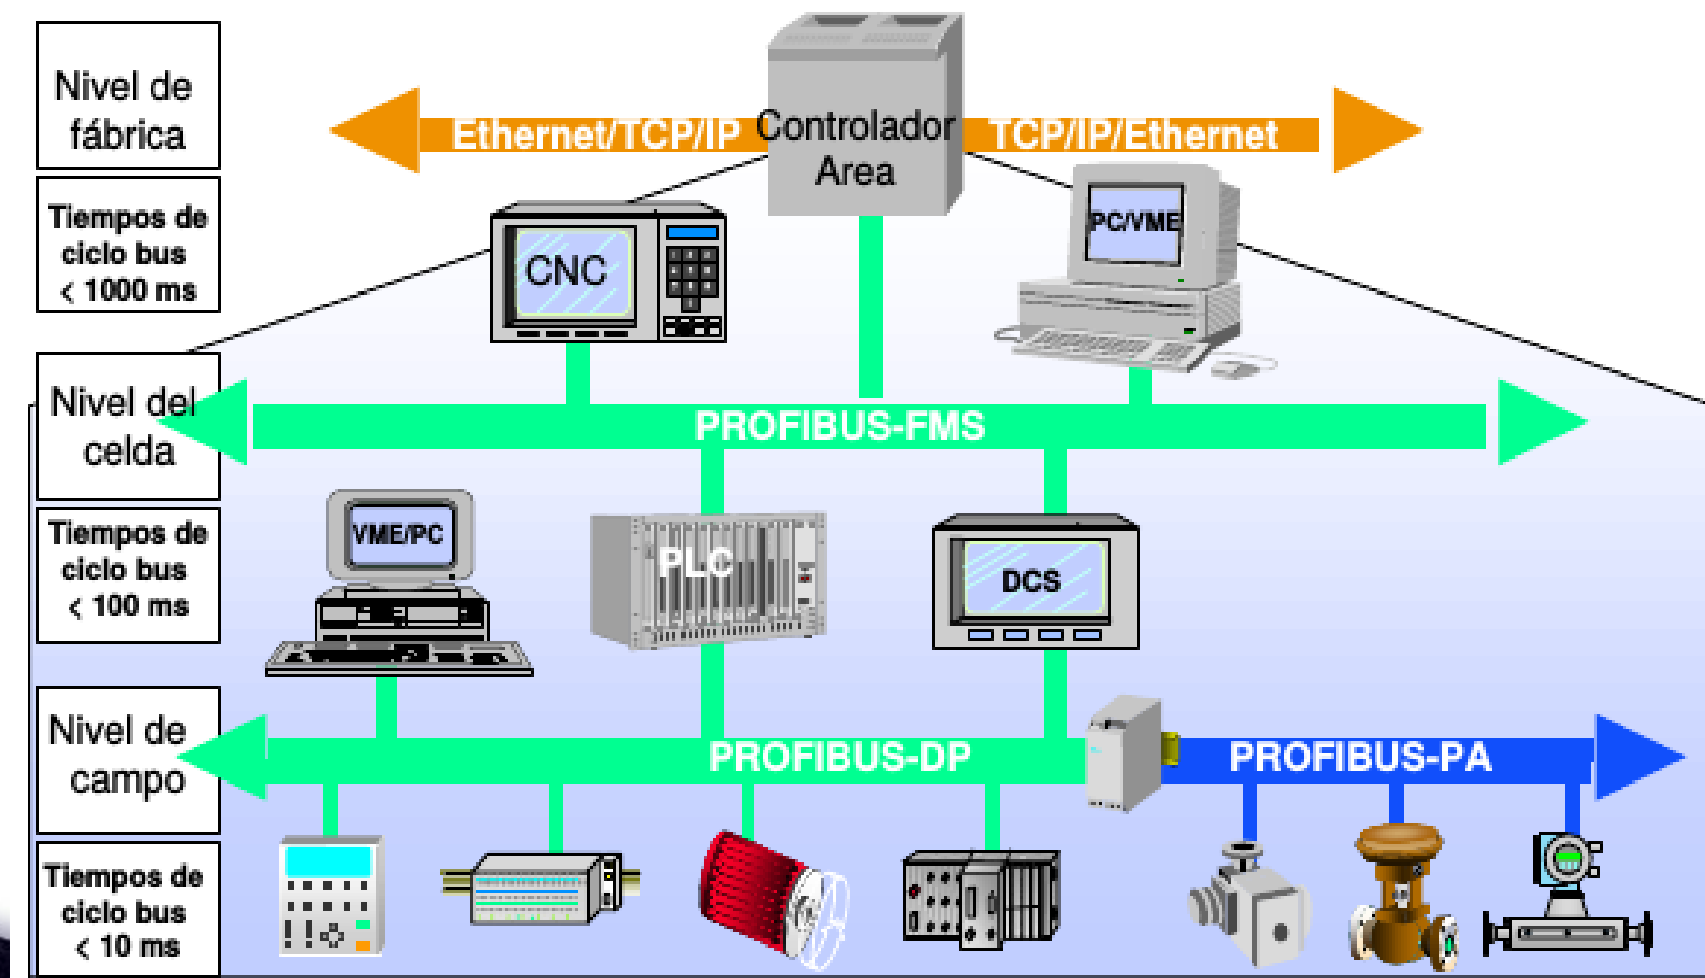 Nivel de
fábrica
Ethernet/TCP/IP
Controlador
Area
TCP/IP/Ethernet
Tiempos de
ciclo bus
< 1000 ms
CNC
PC/VME
Nivel del
celda
PROFIBUS-FMS
Tiempos de
ciclo bus
< 100 ms
VME/PC
PLC
DCS
Nivel de
campo
PROFIBUS-DP
PROFIBUS-PA
Tiempos de
ciclo bus
< 10 ms